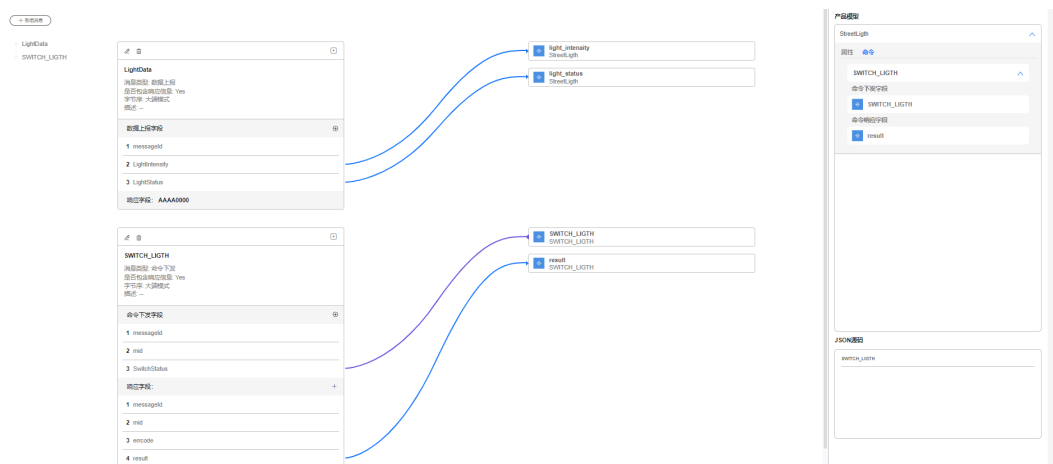 + 新增消息
LightData
SWITCH_LIGTH
LightData
消息类型: 数据上报
是否包含响应信息: Yes
字节序: 大端模式
描述: --
数据上报字段
1 messageId
2 LightIntensity
3 LightStatus
响应字段: AAAA0000
light_intensity
StreetLigth
light_status
StreetLigth
SWITCH_LIGTH
消息类型: 命令下发
是否包含响应信息: Yes
字节序: 大端模式
描述: --
命令下发字段
1 messageId
2 mid
3 SwitchStatus
响应字段:
1 messageId
2 mid
3 errcode
4 result
SWITCH_LIGTH
SWITCH_LIGTH
result
SWITCH_LIGTH
产品模型
StreetLigth
属性 命令
SWITCH_LIGTH
命令下发字段
SWITCH_LIGTH
命令响应字段
result
JSON源码
SWITCH_LIGTH